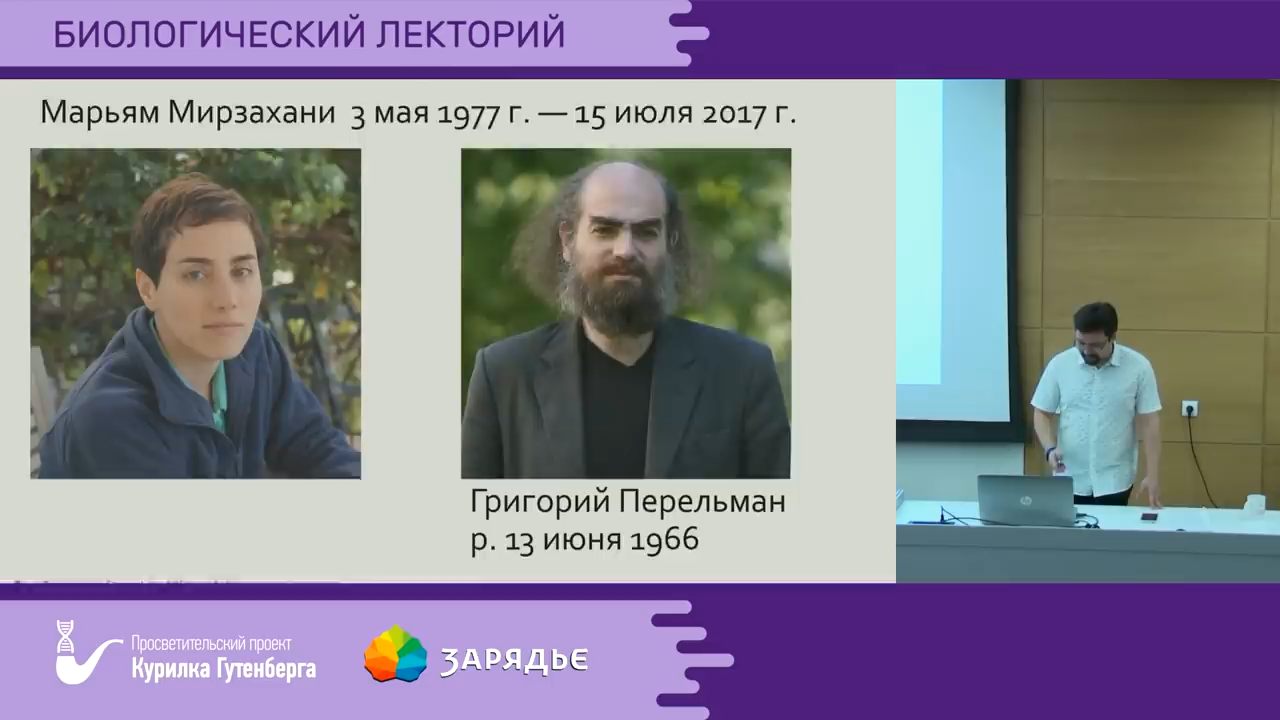 БИОЛОГИЧЕСКИЙ ЛЕКТОРИЙ
Марьям Мирзахани 3 мая 1977 г. — 15 июля 2017 г.
Григорий Перельман
р. 13 июня 1966
Просветительский проект
Курилка Гутенберга
ЗАРЯДЬЕ
hp